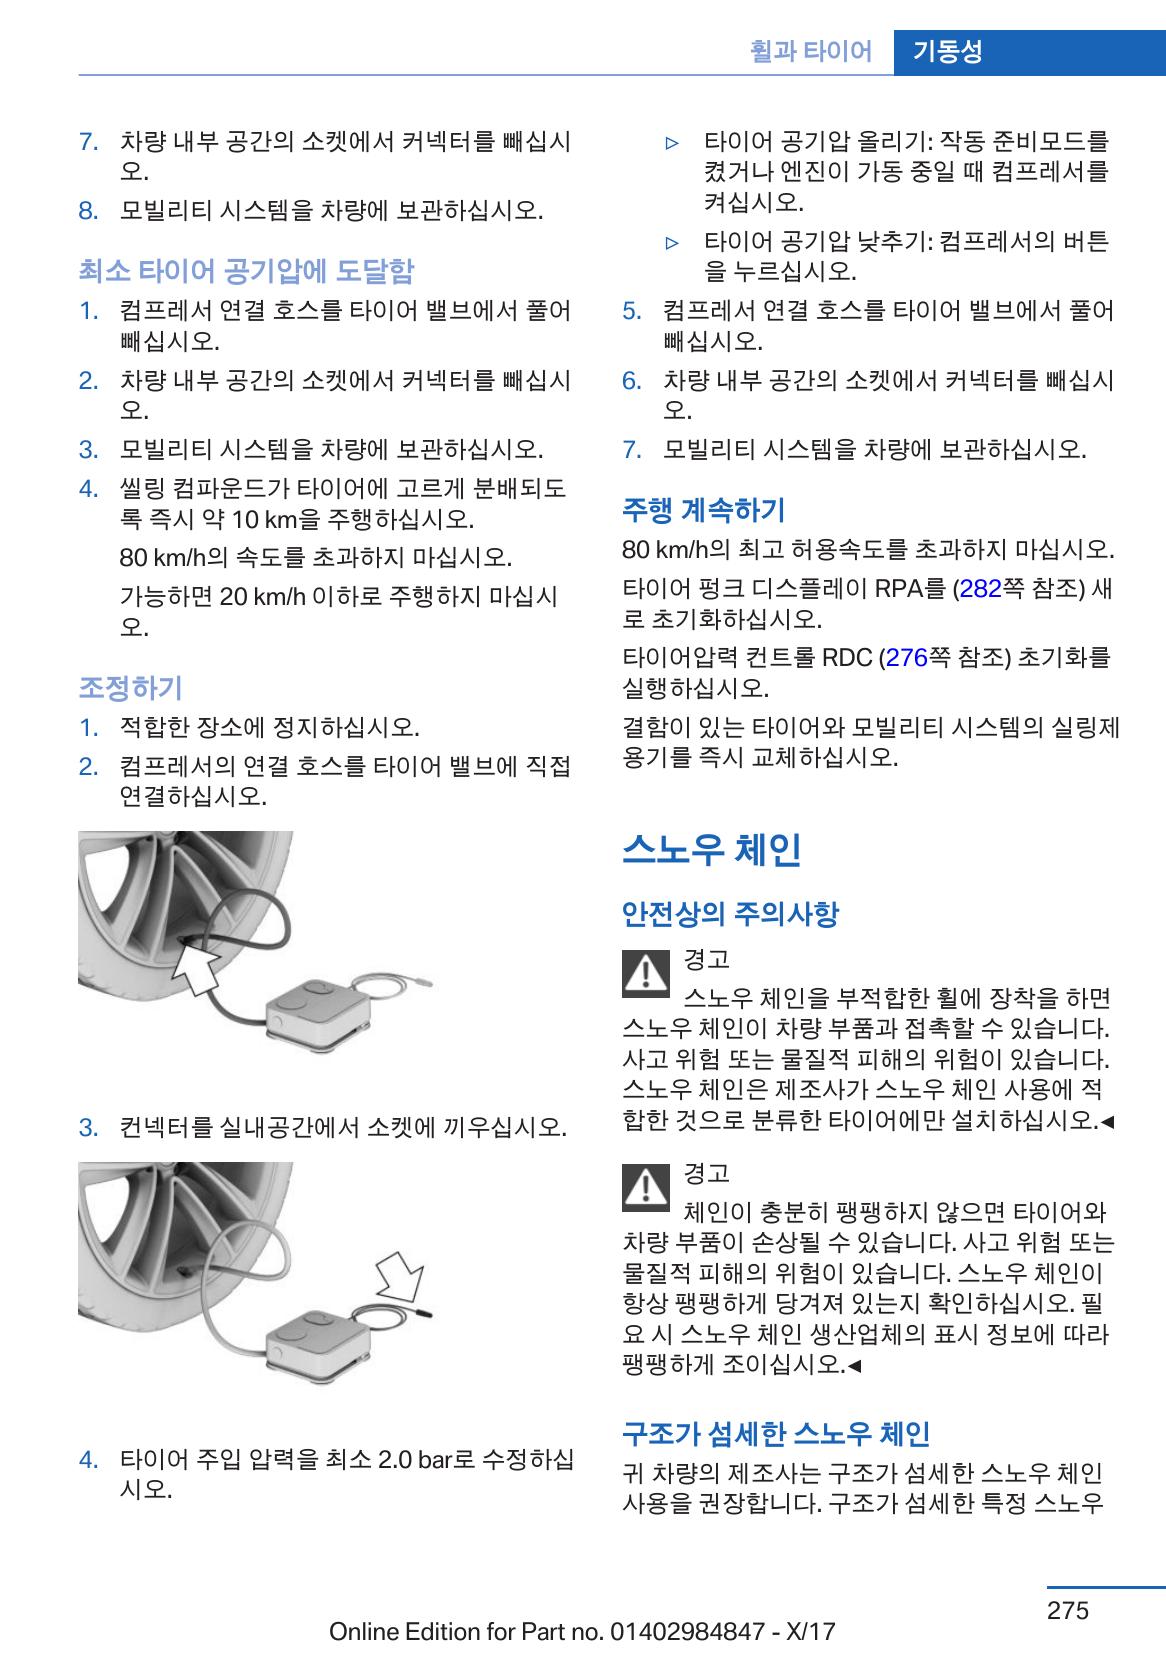 휠과 타이어 기동성
7. 차량 내부 공간의 소켓에서 커넥터를 빼십시
오.
8. 모빌리티 시스템을 차량에 보관하십시오.
최소 타이어 공기압에 도달함
1. 컴프레서 연결 호스를 타이어 밸브에서 풀어
빼십시오.
2. 차량 내부 공간의 소켓에서 커넥터를 빼십시
오.
3. 모빌리티 시스템을 차량에 보관하십시오.
4. 씰링 컴파운드가 타이어에 고르게 분배되도
록 즉시 약 10 km을 주행하십시오.
80 km/h의 속도를 초과하지 마십시오.
가능하면 20 km/h 이하로 주행하지 마십시
오.
조정하기
1. 적합한 장소에 정지하십시오.
2. 컴프레서의 연결 호스를 타이어 밸브에 직접
연결하십시오.
3. 컨넥터를 실내공간에서 소켓에 끼우십시오.
4. 타이어 주입 압력을 최소 2.0 bar로 수정하십
시오.
▷ 타이어 공기압 올리기: 작동 준비모드를
켰거나 엔진이 가동 중일 때 컴프레서를
켜십시오.
▷ 타이어 공기압 낮추기: 컴프레서의 버튼
을 누르십시오.
5. 컴프레서 연결 호스를 타이어 밸브에서 풀어
빼십시오.
6. 차량 내부 공간의 소켓에서 커넥터를 빼십시
오.
7. 모빌리티 시스템을 차량에 보관하십시오.
주행 계속하기
80 km/h의 최고 허용속도를 초과하지 마십시오.
타이어 펑크 디스플레이 RPA를 (282쪽 참조) 새
로 초기화하십시오.
타이어압력 컨트롤 RDC (276쪽 참조) 초기화를
실행하십시오.
결함이 있는 타이어와 모빌리티 시스템의 실링제
용기를 즉시 교체하십시오.
스노우 체인
안전상의 주의사항
경고
스노우 체인을 부적합한 휠에 장착을 하면
스노우 체인이 차량 부품과 접촉할 수 있습니다.
사고 위험 또는 물질적 피해의 위험이 있습니다.
스노우 체인은 제조사가 스노우 체인 사용에 적
합한 것으로 분류한 타이어에만 설치하십시오.◄
경고
체인이 충분히 팽팽하지 않으면 타이어와
차량 부품이 손상될 수 있습니다. 사고 위험 또는
물질적 피해의 위험이 있습니다. 스노우 체인이
항상 팽팽하게 당겨져 있는지 확인하십시오. 필
요 시 스노우 체인 생산업체의 표시 정보에 따라
팽팽하게 조이십시오.◄
구조가 섬세한 스노우 체인
귀 차량의 제조사는 구조가 섬세한 스노우 체인
사용을 권장합니다. 구조가 섬세한 특정 스노우
275
Online Edition for Part no. 01402984847 - X/17